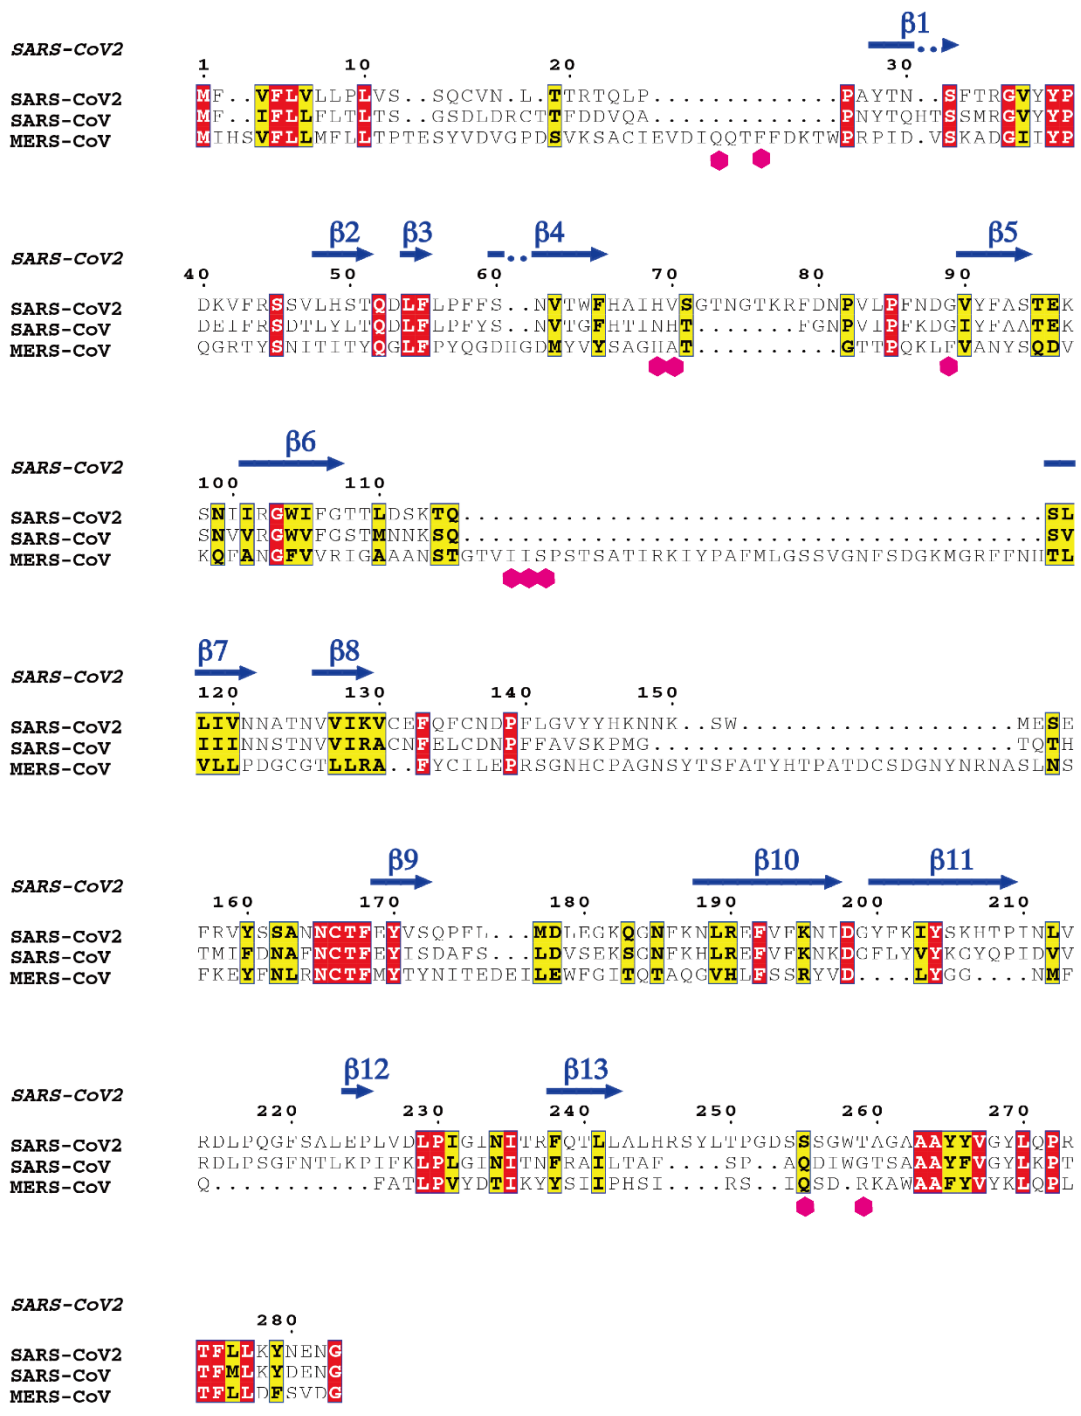 β1
SARS-CoV2
1 10 20 30
SARS-CoV2 MF..VFLVLLPLVS..SQCVN.L.TTRTQLP.............PAYTN..SFTRGVYYP
SARS-CoV MF..IFLLFLTLTS..GSDLDRCTTFDDVQA.............PNYTQHTSSMRGVYYP
MERS-CoV MIHSVFLLMFLLTPTESYVDVGPDSVKSACIEVDIQQTFFDKTWPRPID.VSKADGIIYP
β2 β3 β4 β5
SARS-CoV2
40 50 60 70 80 90
SARS-CoV2 DKVFRSSVLHSTQDLFLPFFS..NVTWFHAIHVSGTNGTKRFDNPVLPFNDGVYFASTEK
SARS-CoV DEIFRSDTLYLTQDLFLPFYS..NVTGFHTINHT.......FGNPVIPFKDGIYFAATEK
MERS-CoV QGRTYSNITITYQGLFPYQGDHGDMYVYSAGHAT..........GTTPQKLFVANYSQDV
β6
SARS-CoV2
100 110
SARS-CoV2 SNIIRGWIFGTTLDSKTQ........................................SL
SARS-CoV SNVVRGWVFGSTMNNKSQ........................................SV
MERS-CoV KQFANGFVVRIGAAANSTGTVIISPSTSATIRKIYPAFMLGSSVGNFSDGKMGRFFNHTL
β7 β8
SARS-CoV2
120 130 140 150
SARS-CoV2 LIVNNATNVVIKVCEFQFCNDPFLGVYYHKNNK..SW...................MESE
SARS-CoV IIINNSTNVVIRACNFELCDNPFFAVSKPMG.........................TQTH
MERS-CoV VLLPDGCGTLLRA..FYCILEPRSGNHCPAGNSYTSFATYHTPATDCSDGNYNRNASLNS
β9 β10 β11
SARS-CoV2
160 170 180 190 200 210
SARS-CoV2 FRVYSSANNCTFEYVSQPFL...MDLEGKQGNFKNLREFVFKNIDGYFKIYSKHTPINLV
SARS-CoV TMIFDNAFNCTFEYISDAFS...LDVSEKSGNFKHLREFVFKNKDGFLYVYKGYQPIDVV
MERS-CoV FKEYFNLRNCTFMYTYNITEDEILEWFGITQTAQGVHLFSSRYVD....LYGG....NMF
β12 β13
SARS-CoV2
220 230 240 250 260 270
SARS-CoV2 RDLPQGFSALEPLVDLPIGINITRFQTLLALHRSYLTPGDSSSGWTAGAAAYYVGYLQPR
SARS-CoV RDLPSGFNTLKPIFKLPLGINITNFRAILTAF....SP..AQDIWGTSAAAYFVGYLKPT
MERS-CoV Q...........FATLPVYDTIKYYSIIPHSI....RS..IQSD.RKAWAAFYVYKLQPL
SARS-CoV2
280
SARS-CoV2 TFLLKYNENG
SARS-CoV TFMLKYDENG
MERS-CoV TFLLDFSVDG